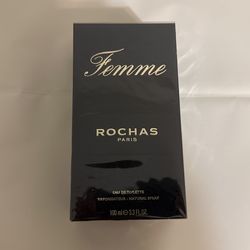 Femme
ROCHAS
PARIS
EAU DE TOILETTE
VAPORISATEUR - NATURAL SPRAY
100 ml ℮ 3.3 FL.OZ.